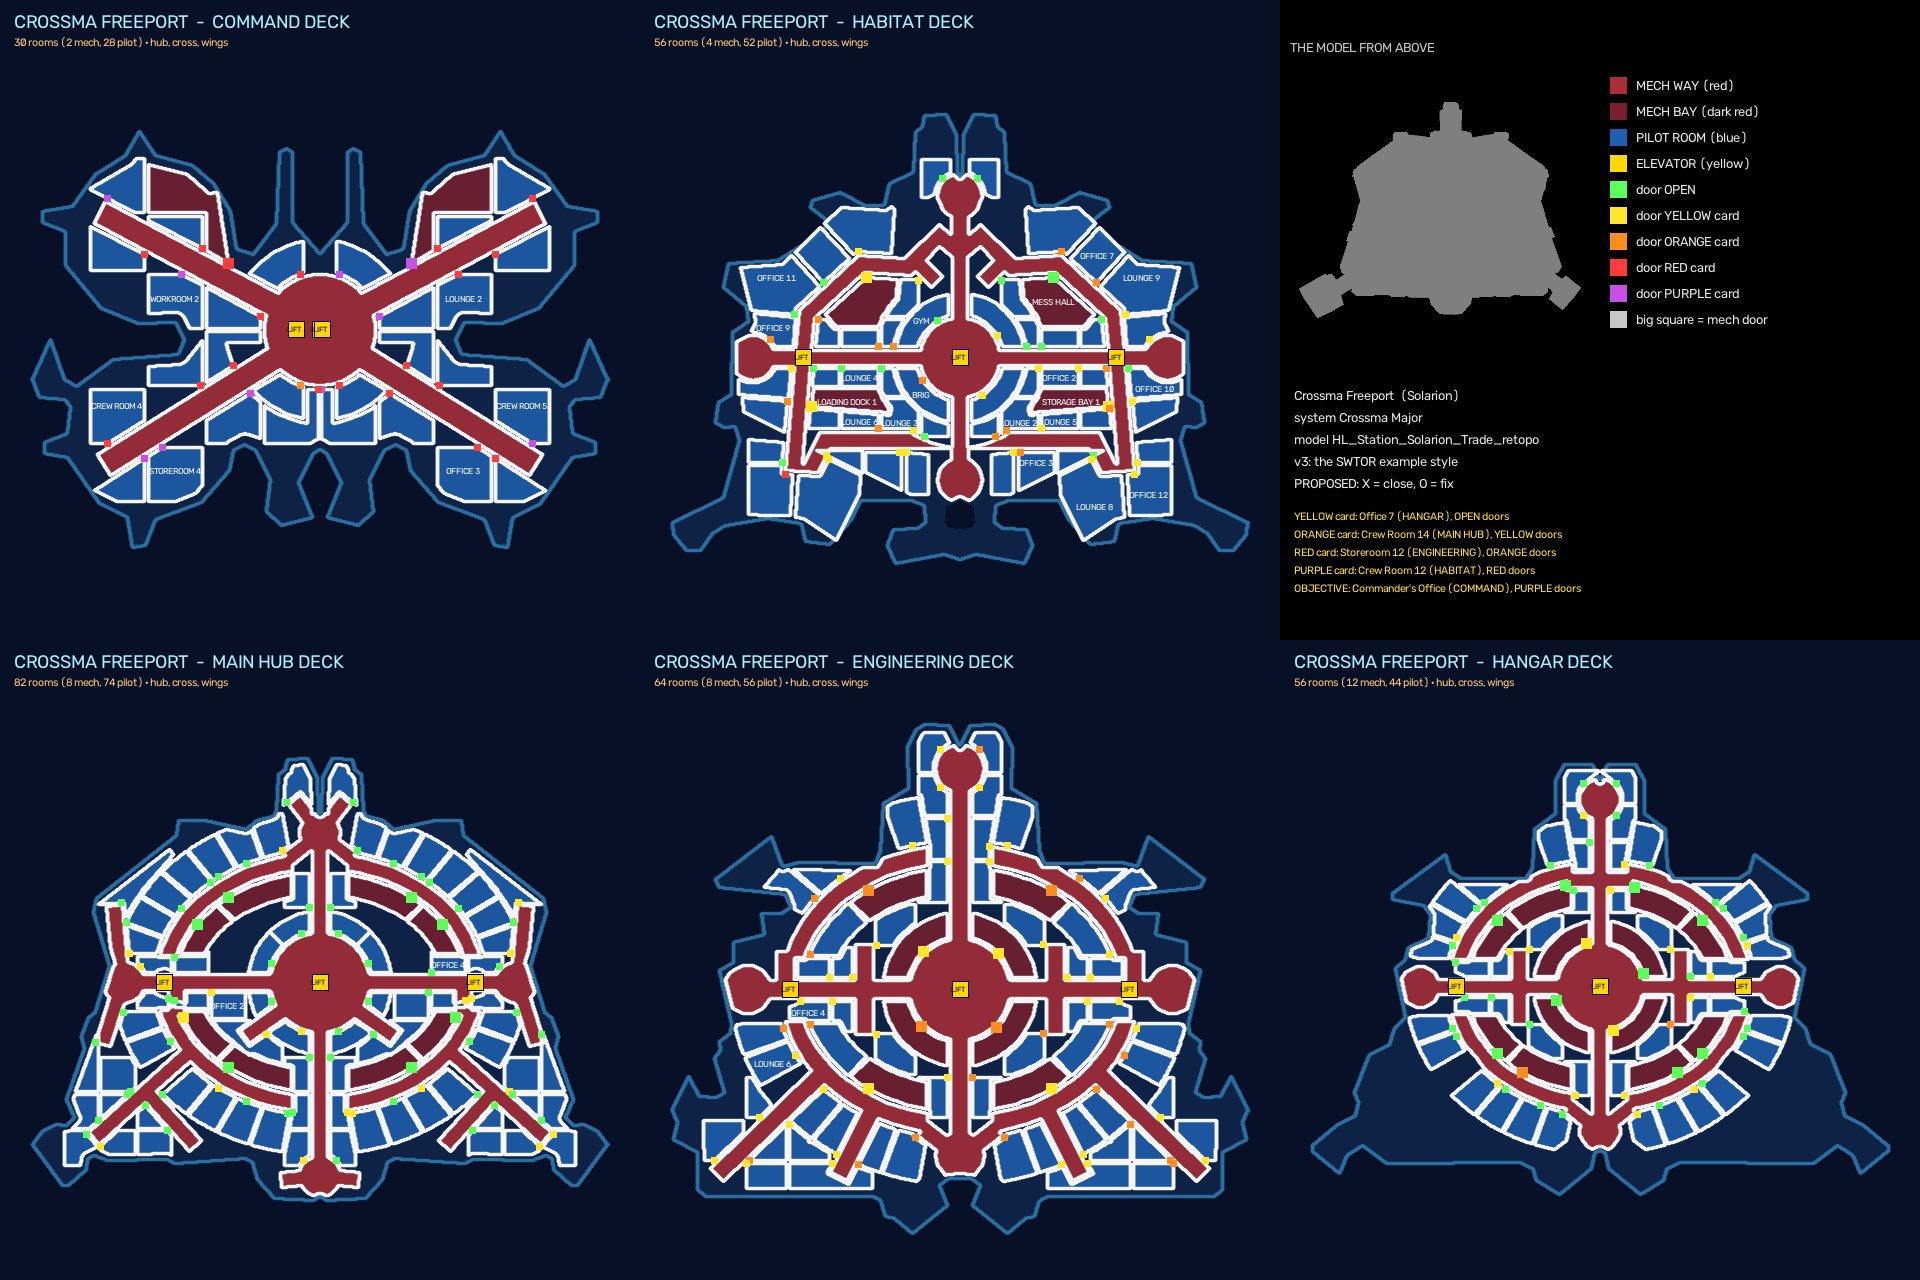 CROSSMA FREEPORT - COMMAND DECK
30 rooms (2 mech, 28 pilot) • hub, cross, wings
WORKROOM 2
LOUNGE 2
LIFT
LIFT
CREW ROOM 4
CREW ROOM 5
STOREROOM 4
OFFICE 3
CROSSMA FREEPORT - HABITAT DECK
56 rooms (4 mech, 52 pilot) • hub, cross, wings
OFFICE 7
OFFICE 11
LOUNGE 9
MESS HALL
GYM
OFFICE 9
LIFT
LIFT
LIFT
LOUNGE 4
OFFICE 2
OFFICE 10
BRIG
LOADING DOCK 1
STORAGE BAY 1
LOUNGE 6
LOUNGE 3
LOUNGE 2
LOUNGE 5
OFFICE 3
OFFICE 12
LOUNGE 8
THE MODEL FROM ABOVE
MECH WAY (red)
MECH BAY (dark red)
PILOT ROOM (blue)
ELEVATOR (yellow)
door OPEN
door YELLOW card
door ORANGE card
door RED card
door PURPLE card
big square = mech door
Crossma Freeport (Solarion)
system Crossma Major
model HL_Station_Solarion_Trade_retopo
v3: the SWTOR example style
PROPOSED: X = close, O = fix
YELLOW card: Office 7 (HANGAR), OPEN doors
ORANGE card: Crew Room 14 (MAIN HUB), YELLOW doors
RED card: Storeroom 12 (ENGINEERING), ORANGE doors
PURPLE card: Crew Room 12 (HABITAT), RED doors
OBJECTIVE: Commander's Office (COMMAND), PURPLE doors
CROSSMA FREEPORT - MAIN HUB DECK
82 rooms (8 mech, 74 pilot) • hub, cross, wings
OFFICE 4
LIFT
LIFT
LIFT
OFFICE 2
CROSSMA FREEPORT - ENGINEERING DECK
64 rooms (8 mech, 56 pilot) • hub, cross, wings
LIFT
LIFT
LIFT
OFFICE 4
LOUNGE 6
CROSSMA FREEPORT - HANGAR DECK
56 rooms (12 mech, 44 pilot) • hub, cross, wings
LIFT
LIFT
LIFT